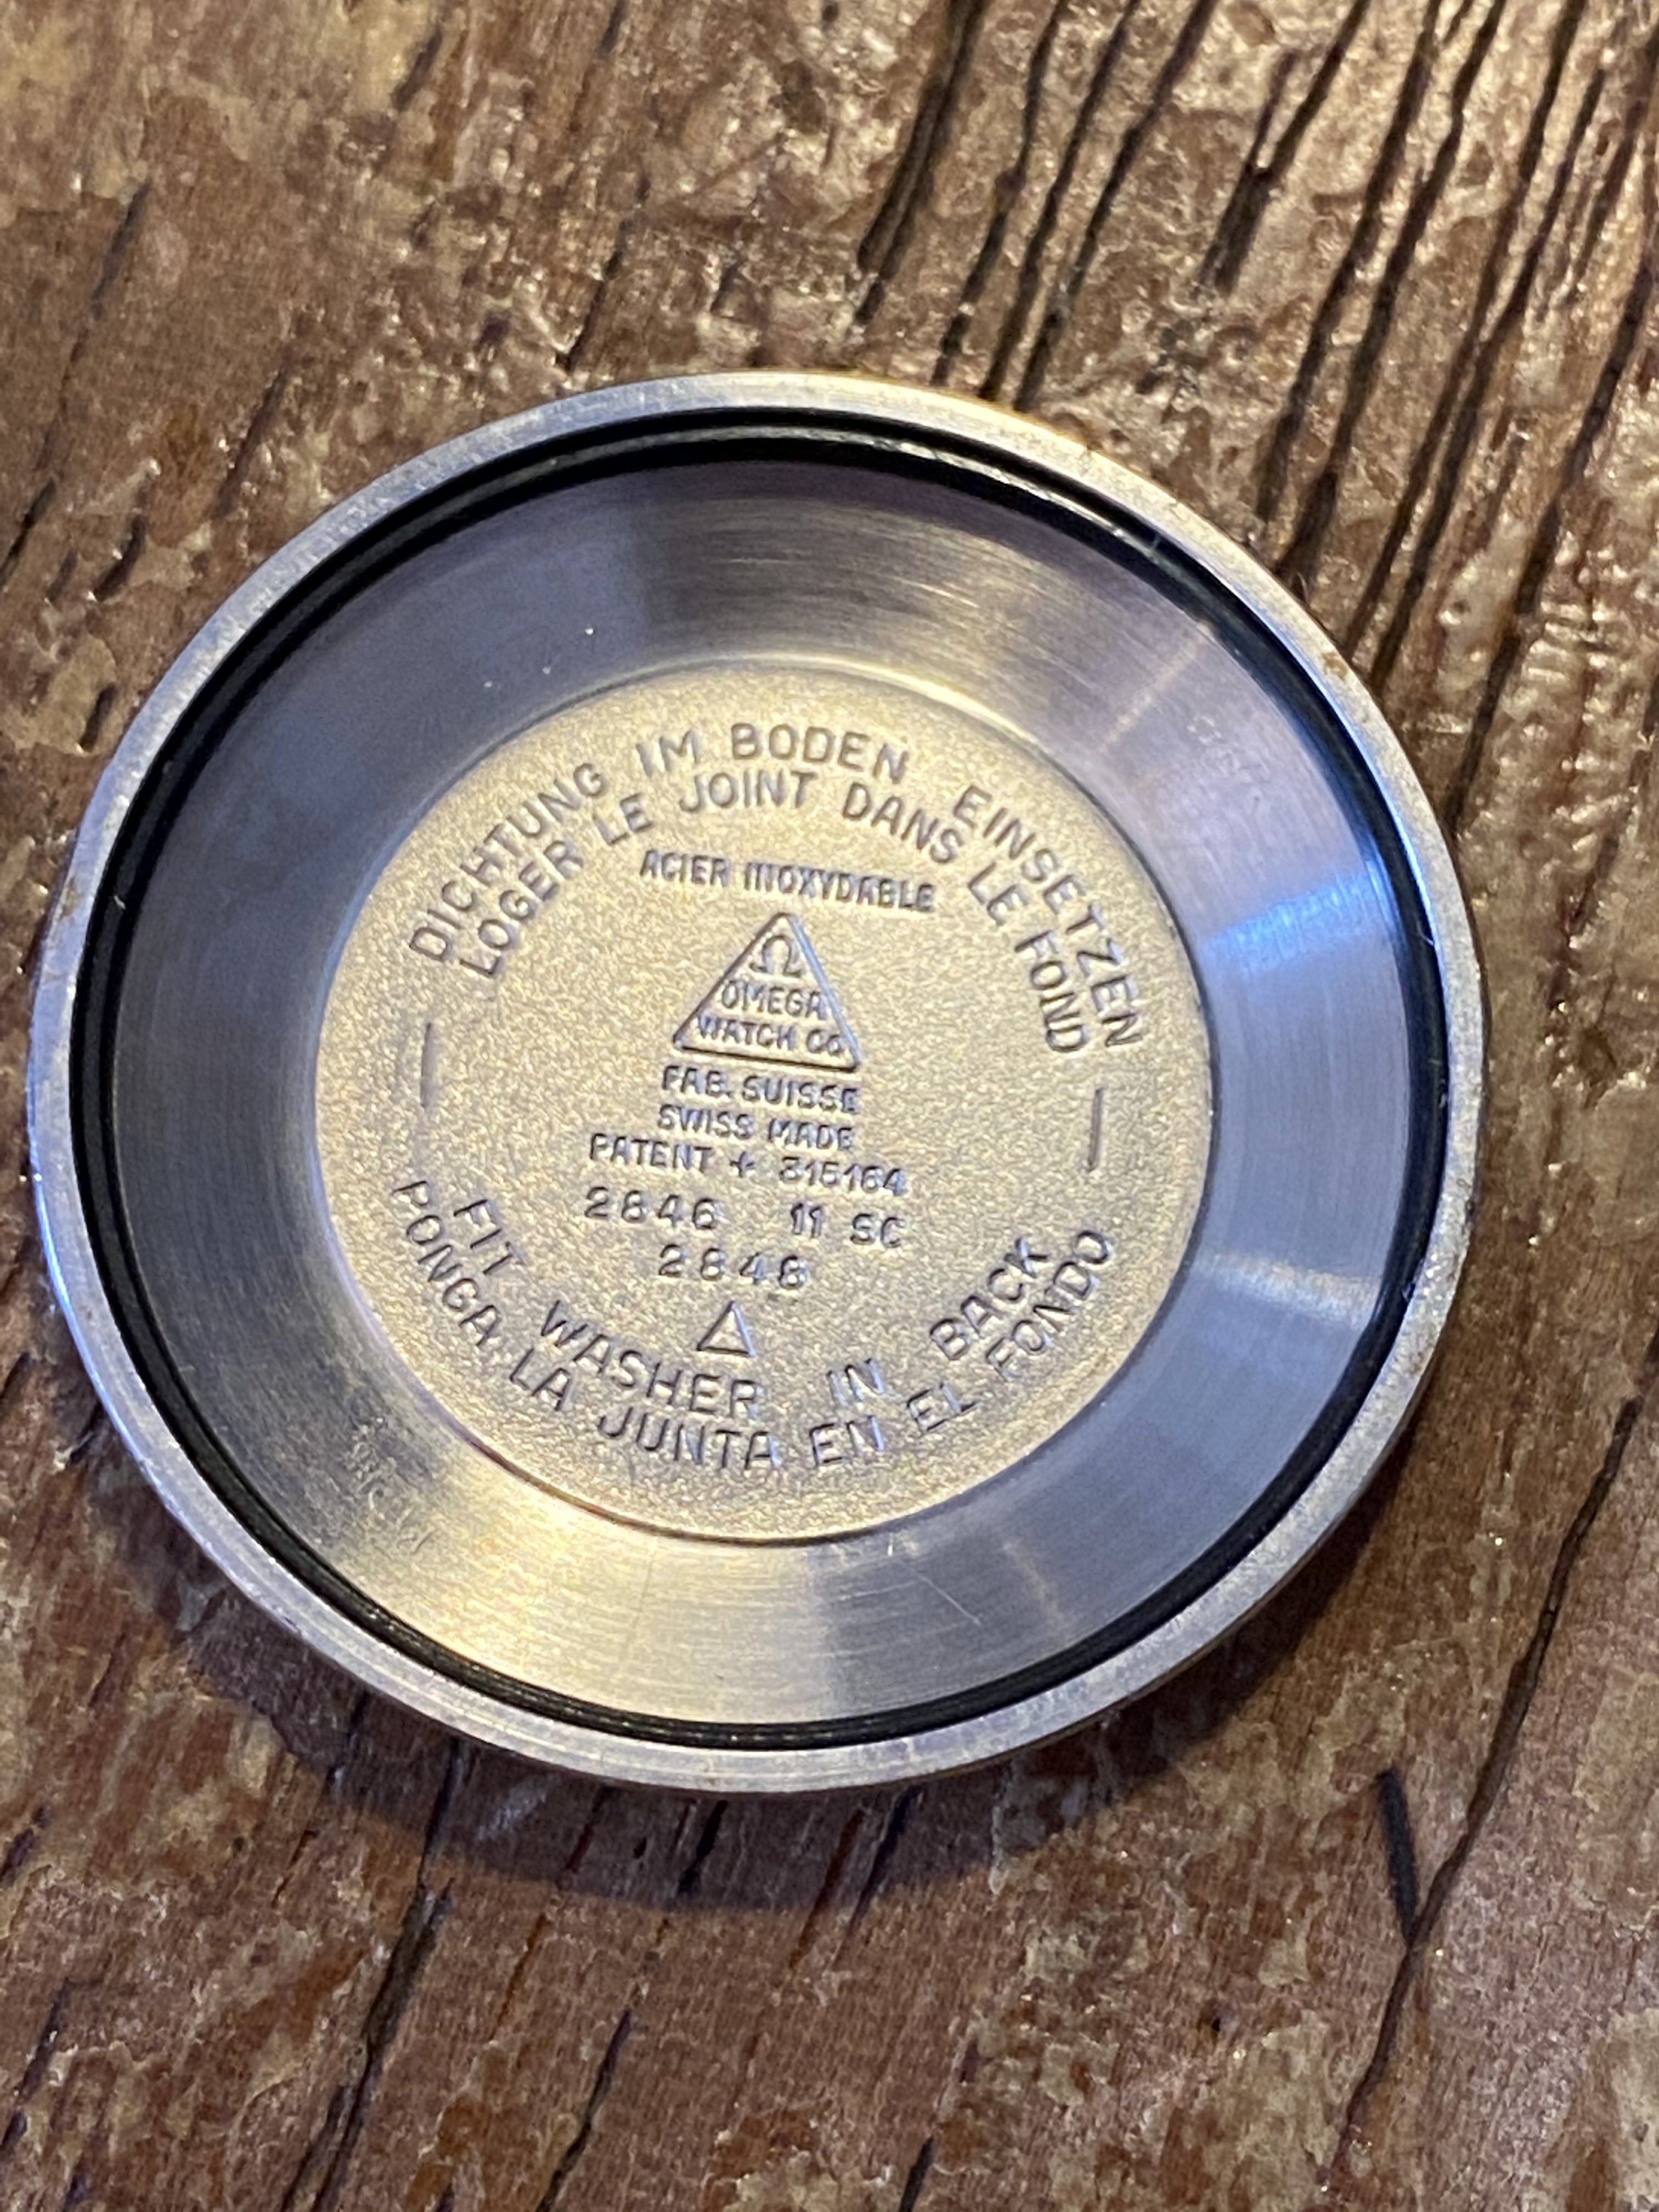 DICHTUNG IM BODEN EINSETZEN
LOGER LE JOINT DANS LE FOND
ACIER INOXYDABLE
Ω
OMEGA
WATCH Co
FAB. SUISSE
SWISS MADE
PATENT + 315164
2846 11 SC
2848
FIT WASHER IN BACK
PONGA LA JUNTA EN EL FONDO